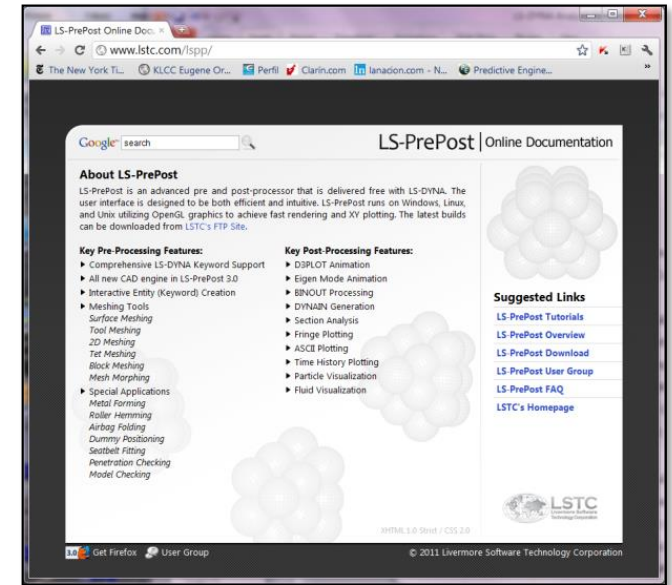 LS-PrePost Online Doc.
www.lstc.com/lspp/
The New York Ti... KLCC Eugene Or... Perfil Clarin.com lanacion.com - N... Predictive Engine...
Google search
LS-PrePost | Online Documentation
About LS-PrePost
LS-PrePost is an advanced pre and post-processor that is delivered free with LS-DYNA. The
user interface is designed to be both efficient and intuitive. LS-PrePost runs on Windows, Linux,
and Unix utilizing OpenGL graphics to achieve fast rendering and XY plotting. The latest builds
can be downloaded from LSTC's FTP Site.
Key Pre-Processing Features:
Comprehensive LS-DYNA Keyword Support
All new CAD engine in LS-PrePost 3.0
Interactive Entity (Keyword) Creation
Meshing Tools
Surface Meshing
Tool Meshing
2D Meshing
Tet Meshing
Block Meshing
Mesh Morphing
Special Applications
Metal Forming
Roller Hemming
Airbag Folding
Dummy Positioning
Seatbelt Fitting
Penetration Checking
Model Checking
Key Post-Processing Features:
D3PLOT Animation
Eigen Mode Animation
BINOUT Processing
DYNAIN Generation
Section Analysis
Fringe Plotting
ASCII Plotting
Time History Plotting
Particle Visualization
Fluid Visualization
Suggested Links
LS-PrePost Tutorials
LS-PrePost Overview
LS-PrePost Download
LS-PrePost User Group
LS-PrePost FAQ
LSTC's Homepage
LSTC
Livermore Software
Technology Corporation
XHTML 1.0 Strict / CSS 2.0
3.0 Get Firefox User Group
© 2011 Livermore Software Technology Corporation